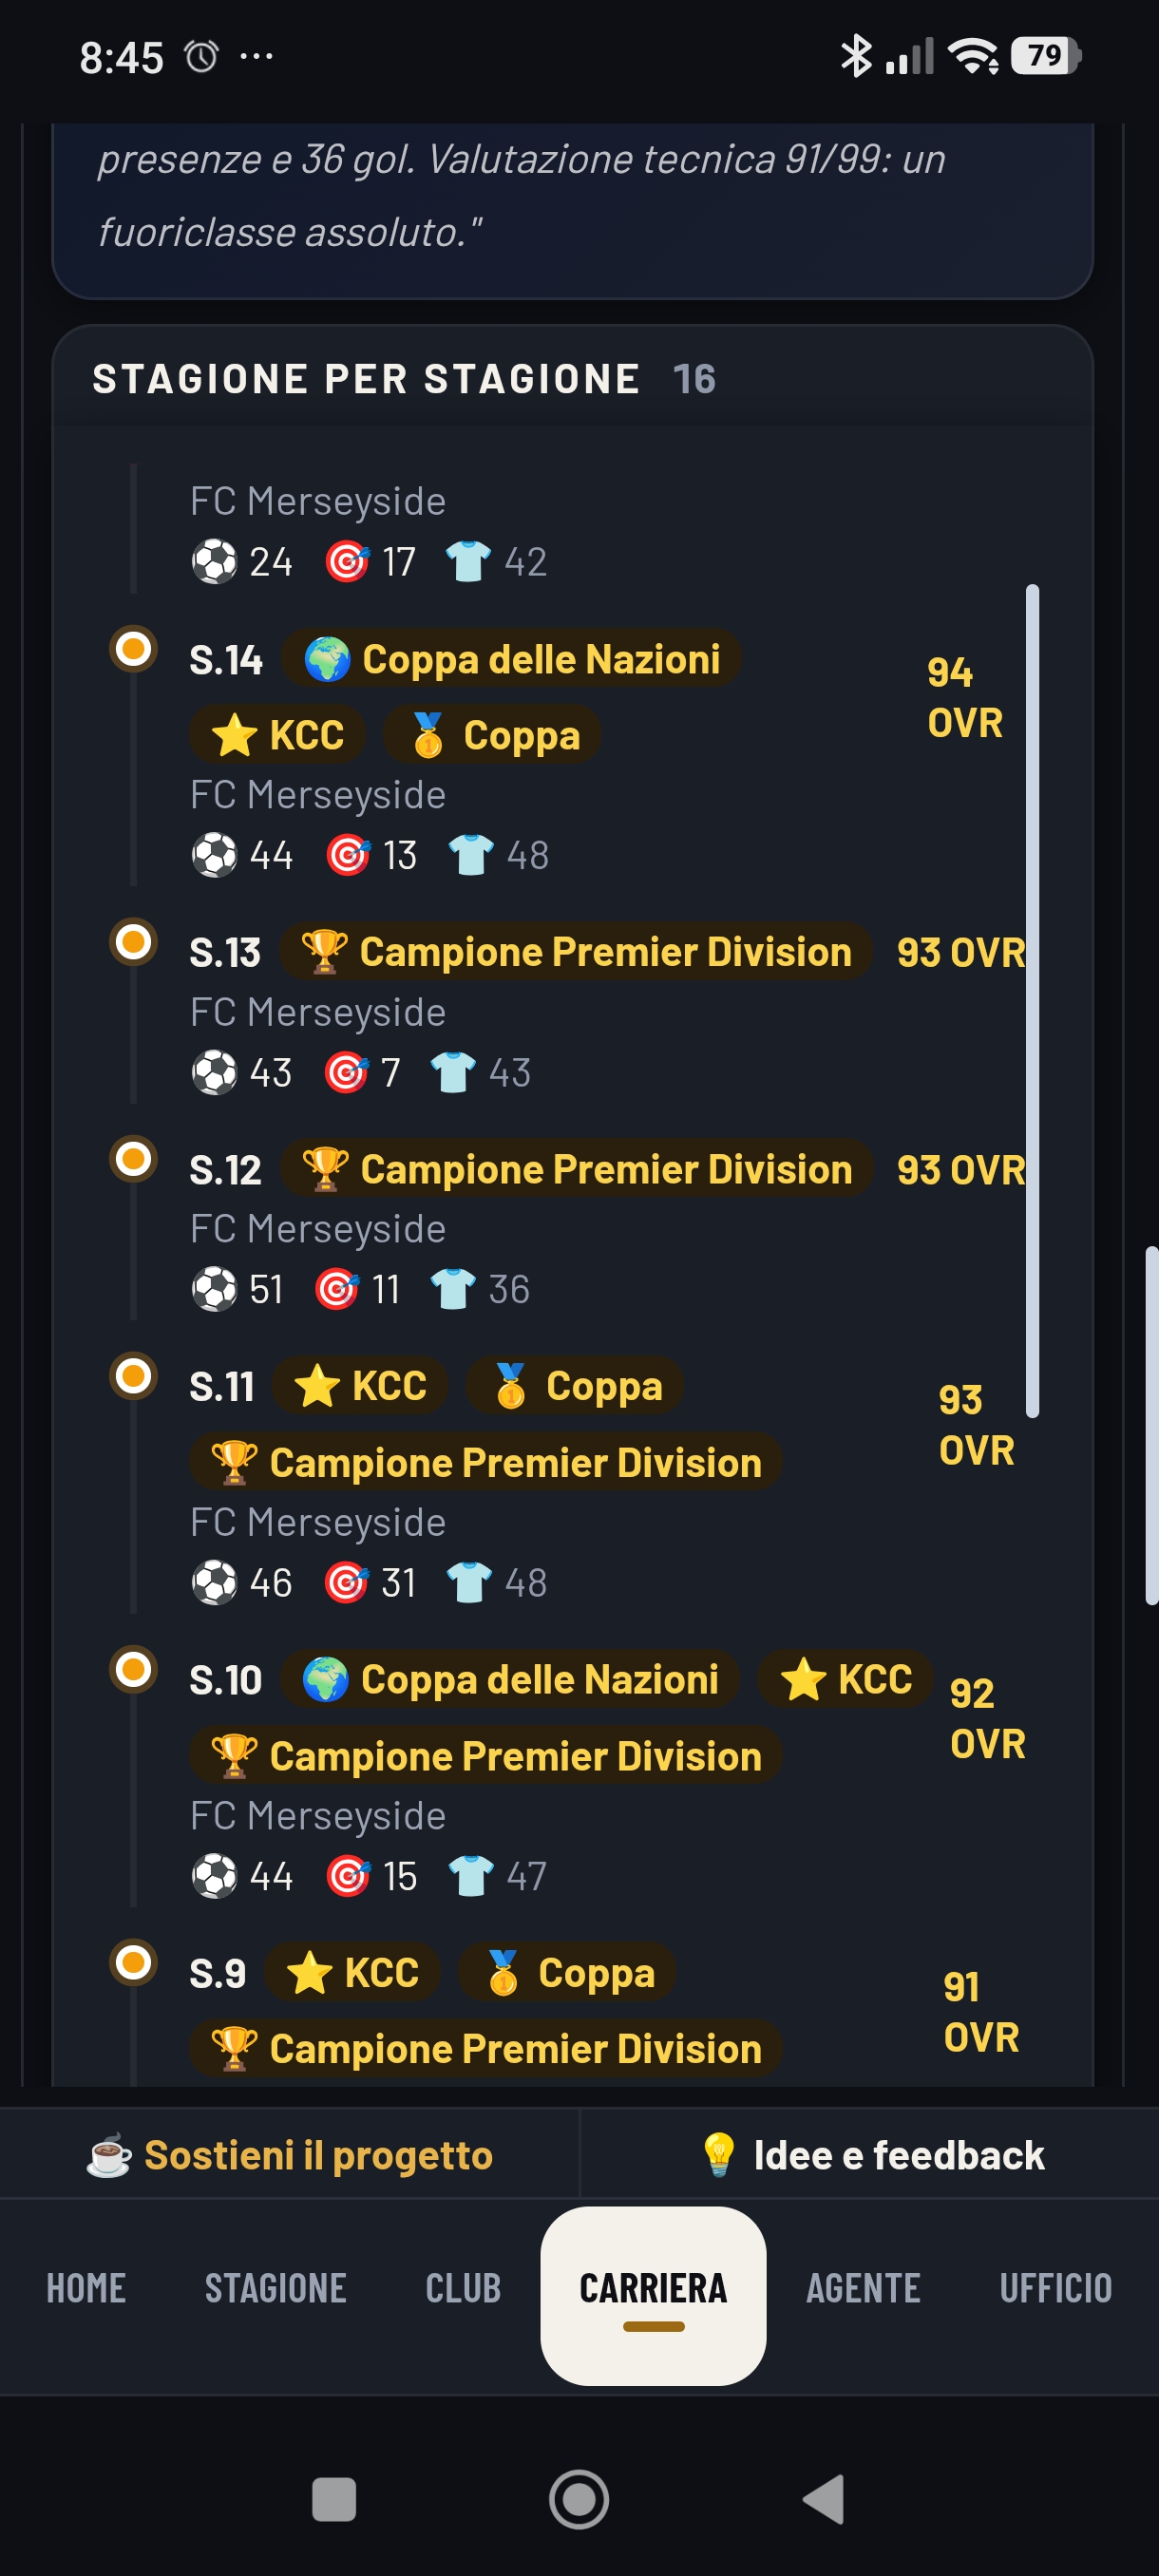 8:45
79
presenze e 36 gol. Valutazione tecnica 91/99: un
fuoriclasse assoluto."
STAGIONE PER STAGIONE 16
FC Merseyside
24 17 42
S.14 Coppa delle Nazioni
94
OVR
KCC Coppa
FC Merseyside
44 13 48
S.13 Campione Premier Division 93 OVR
FC Merseyside
43 7 43
S.12 Campione Premier Division 93 OVR
FC Merseyside
51 11 36
S.11 KCC Coppa
93
OVR
Campione Premier Division
FC Merseyside
46 31 48
S.10 Coppa delle Nazioni KCC
92
OVR
Campione Premier Division
FC Merseyside
44 15 47
S.9 KCC Coppa
91
OVR
Campione Premier Division
Sostieni il progetto Idee e feedback
HOME STAGIONE CLUB CARRIERA AGENTE UFFICIO